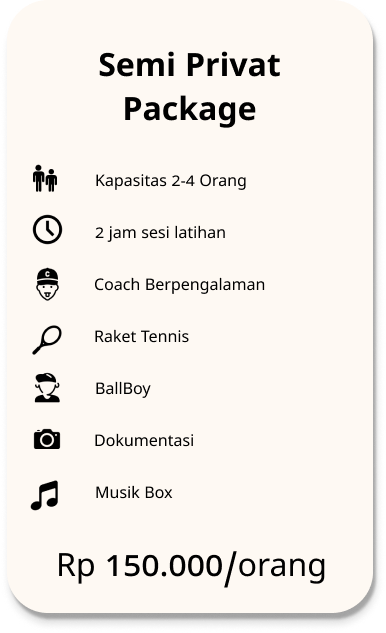 Semi Privat
Package
Kapasitas 2-4 Orang
2 jam sesi latihan
C
Coach Berpengalaman
Raket Tennis
BallBoy
Dokumentasi
Musik Box
Rp 150.000/orang